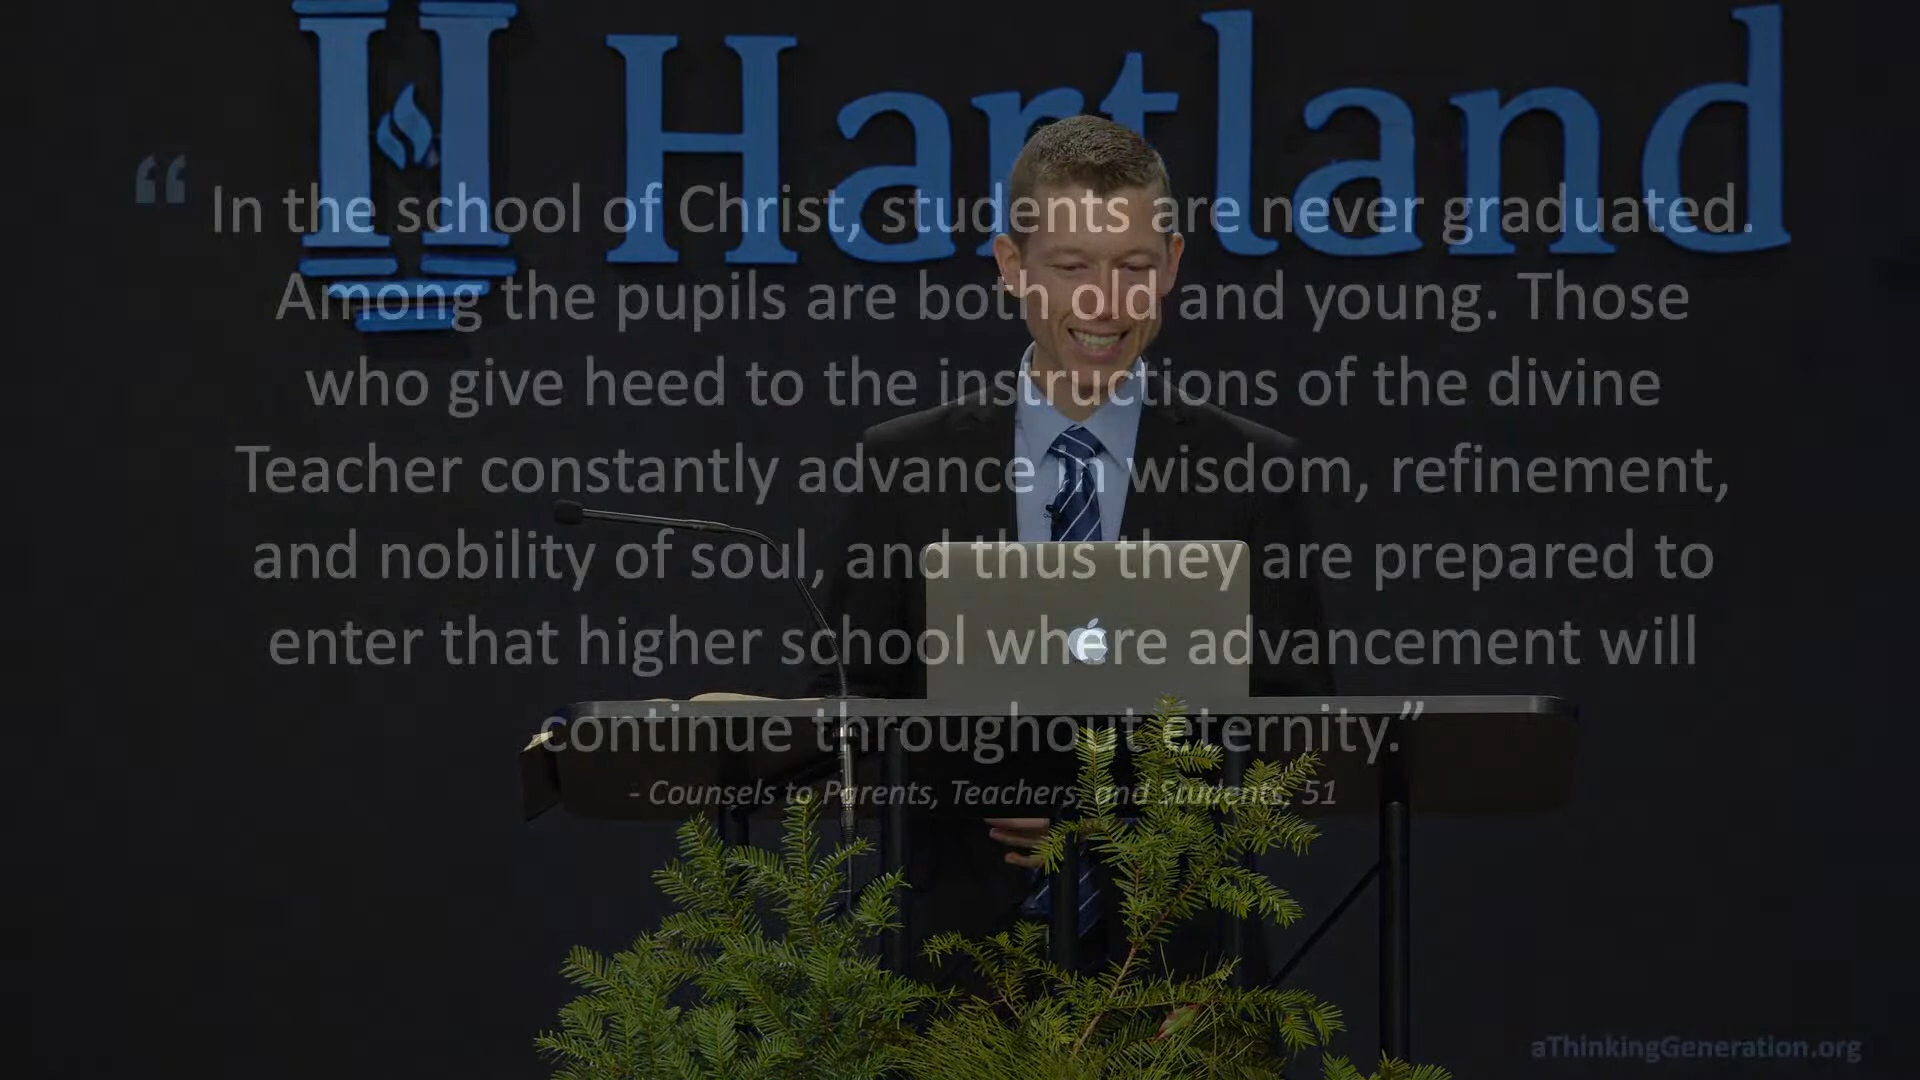 Hartland
“ In the school of Christ, students are never graduated.
Among the pupils are both old and young. Those
who give heed to the instructions of the divine
Teacher constantly advance in wisdom, refinement,
and nobility of soul, and thus they are prepared to
enter that higher school where advancement will
continue throughout eternity.”
- Counsels to Parents, Teachers, and Students, 51
aThinkingGeneration.org